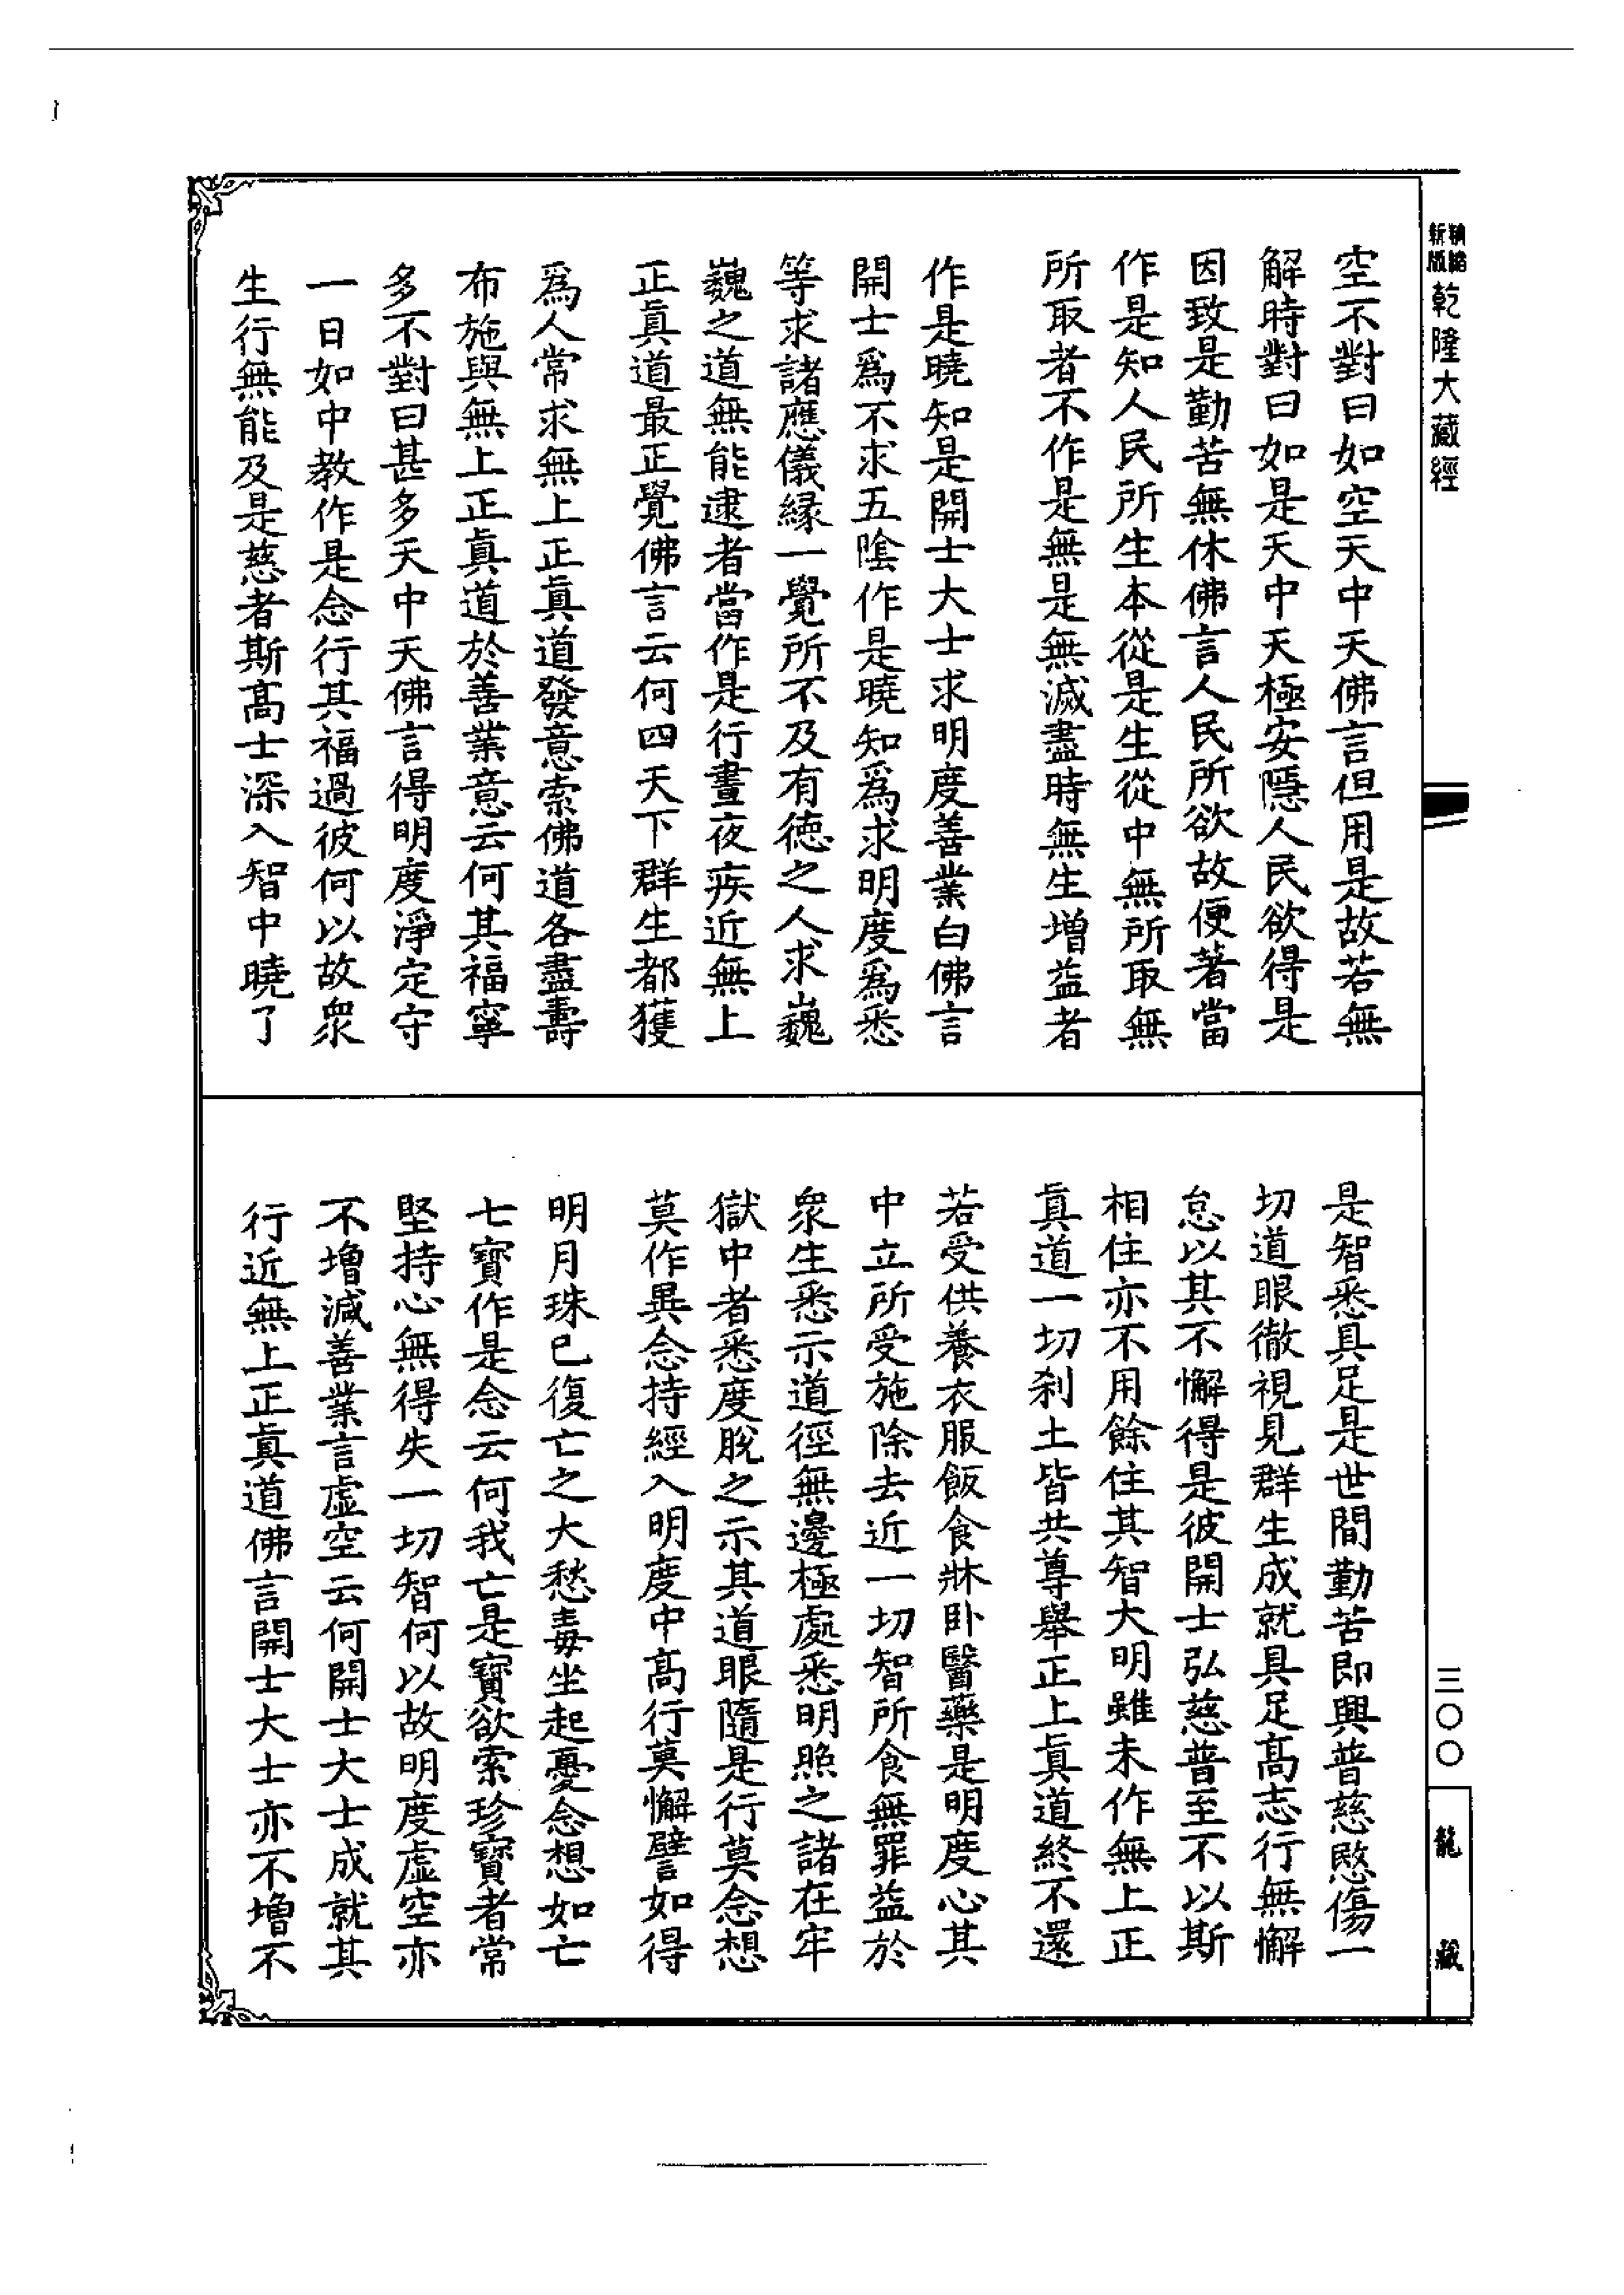 乾隆大藏經
空不對曰如空天中天佛言但用是故若無
解時對曰如是天中天極安隱人民欲得是
因致是勤苦無休佛言人民所欲故便著當
作是知人民所生本從是生從中無所取無
所取者不作是無是無滅盡時無生增益者
作是曉知是開士大士求明度善業白佛言
開士爲不求五陰作是曉知爲求明度爲悉
等求諸應儀緣一覺所不及有德之人求巍
巍之道無能逮者當作是行晝夜疾近無上
正眞道最正覺佛言云何四天下群生都獲
爲人常求無上正眞道發意索佛道各盡壽
布施與無上正眞道於善業意云何其福寧
多不對曰甚多天中天佛言得明度淨定守
一日如中教作是念行其福過彼何以故衆
生行無能及是慈者斯高士深入智中曉了
是智悉具足是世間勤苦即興普慈愍傷一
切道眼徹視見群生成就具足高志行無懈
怠以其不懈得是彼開士弘慈普至不以斯
相住亦不用餘住其智大明雖未作無上正
眞道一切刹土皆共尊舉正上眞道終不還
若受供養衣服飯食牀卧醫藥是明度心其
中立所受施除去近一切智所食無罪益於
衆生悉示道徑無邊極處悉明照之諸在牢
獄中者悉度脫之示其道眼隨是行莫念想
莫作異念持經入明度中高行莫懈譬如得
明月珠已復亡之大愁毒坐起憂念想如亡
七寶作是念云何我亡是寶欲索珍寶者常
堅持心無得失一切智何以故明度虛空亦
不增減善業言虛空云何開士大士成就其
行近無上正眞道佛言開士大士亦不增不
三〇〇
龍藏